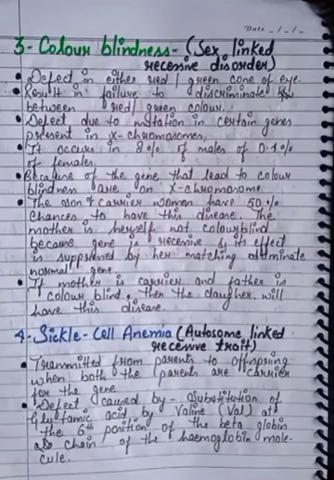 Date _/_/_
3- Colour blindness- (Sex linked
recessive disorder)
• Defect in either red / green cone of eye.
• Result in failure to discriminate
between red/ green colour.
• Defect due to mutation in certain genes
present in X-chromosomes,
• It occurs in 8% of males of 0.4%
of females.
• Because of the gene that lead to colour
blindness are on X-chromosome
• The son of carrier women have 50%
chances to have this disease. The
mother is herself not colourblind
because gene is recessive & its effect
is suppressed by her matching dominate
normal gene.
• If mother is carrier and father is
colour blind, then the daugher will
have this disease.
4- Sickle-Cell Anemia (Autosome linked
recessive trait)
• Transmitted from parents to offspring
when both the parents are carrier
for the gene
• Defect caused by - substitution of
Glutamic acid by Valine (Val) at
the 6th position of the beta globin
chain of the haemoglobin mole-
cule.